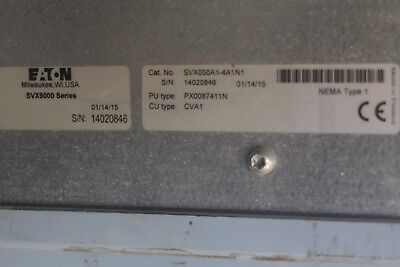 EATON
Milwaukee,WI.USA
SVX9000 Series
01/14/15
S/N: 14020846
Cat. No. SVX050A1-4A1N1
S/N: 14020846 01/14/15
PU type: PX0087411N
CU type: CVA1
NEMA Type 1
CE